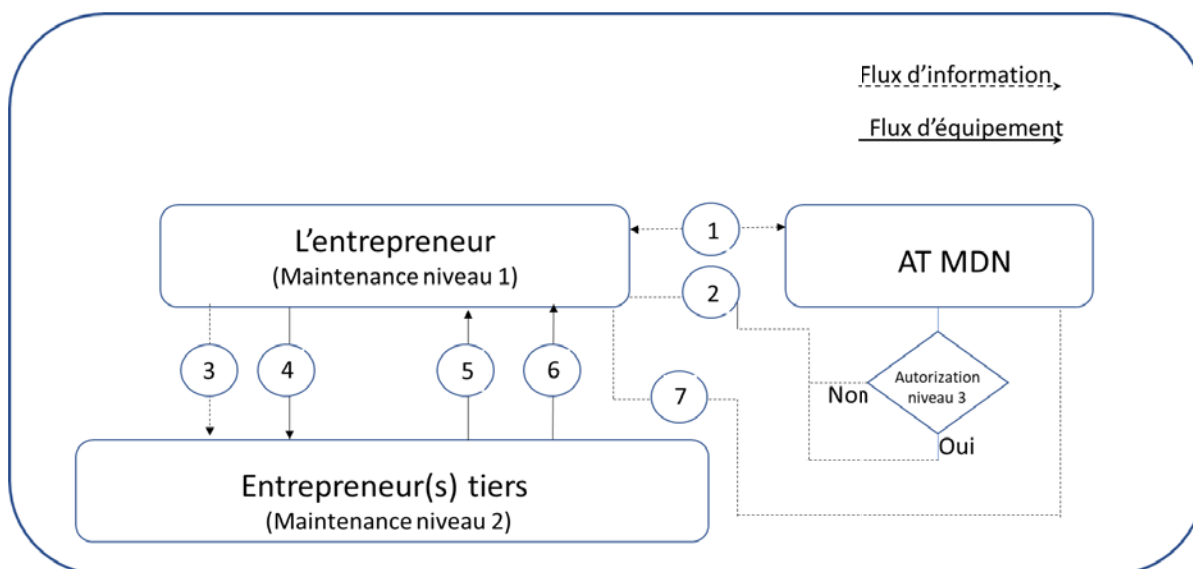 Flux d'information
Flux d'équipement
L'entrepreneur
(Maintenance niveau 1)
1
AT MDN
2
3
4
5
6
7
Autorization
niveau 3
Non
Oui
Entrepreneur(s) tiers
(Maintenance niveau 2)